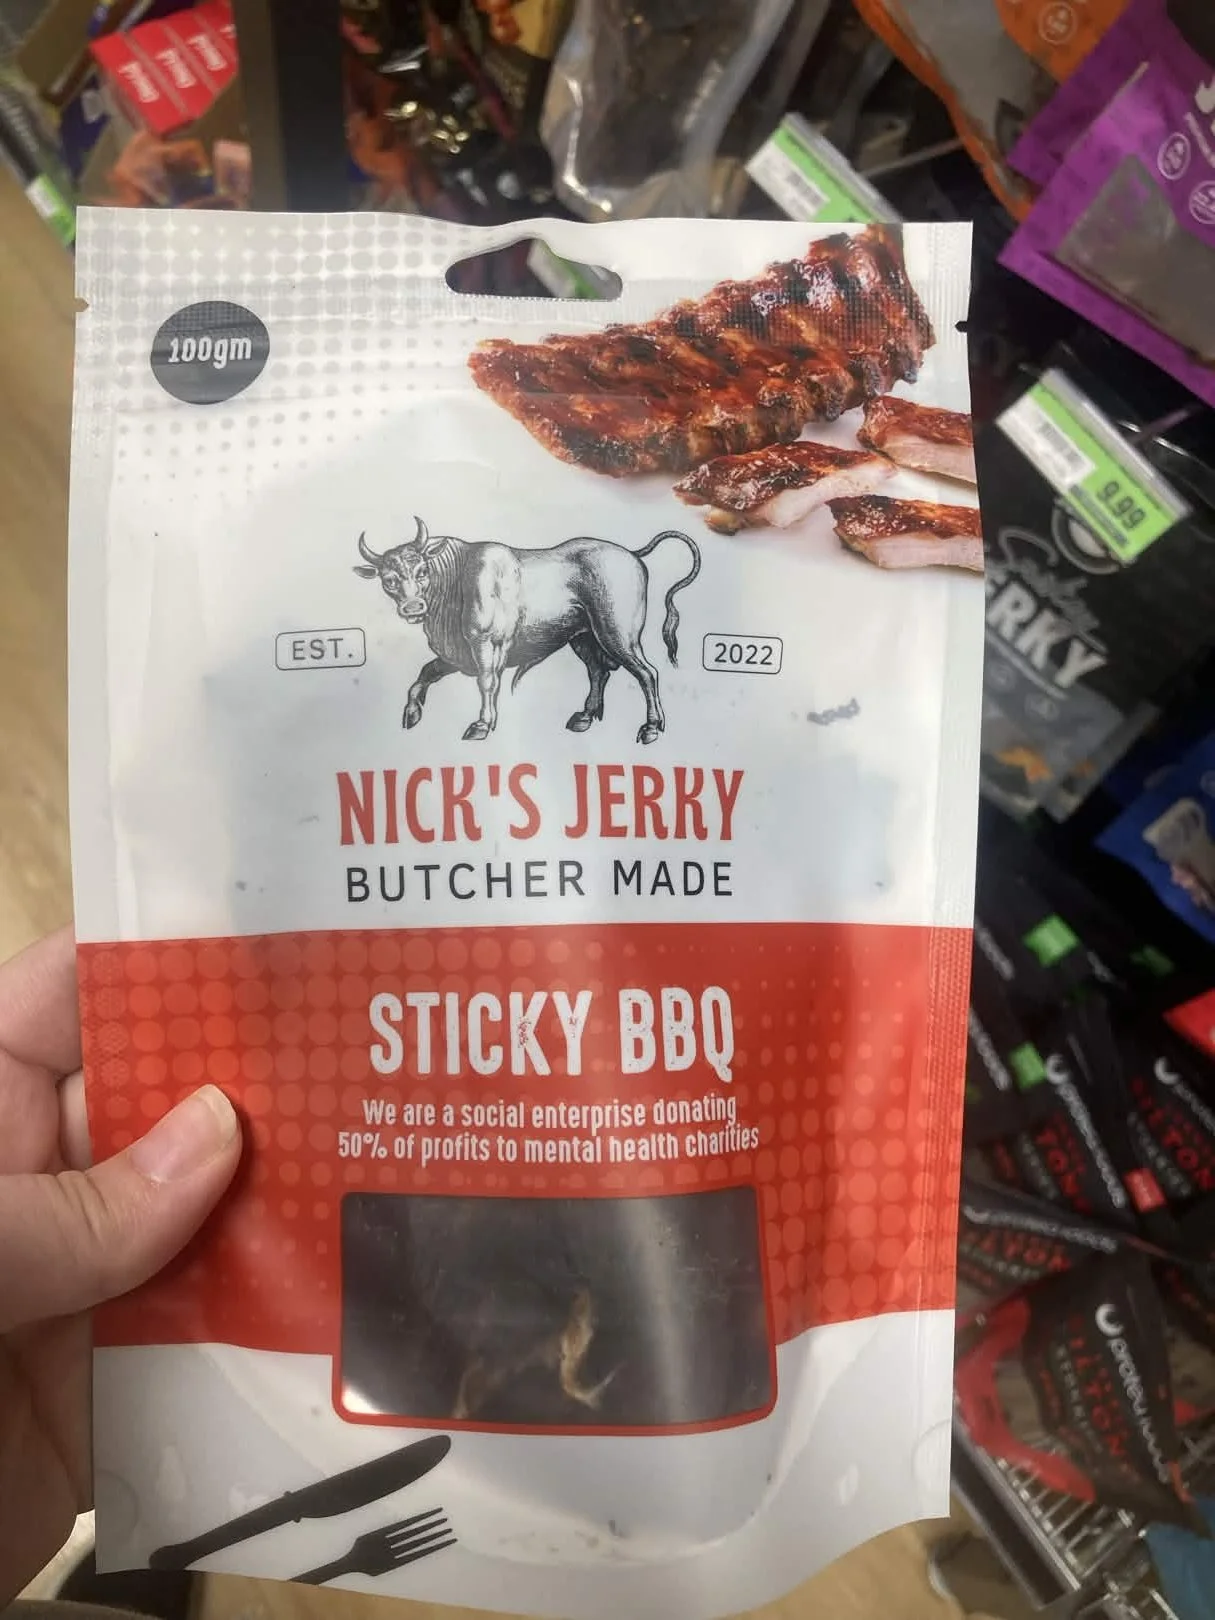 100gm
EST.
2022
NICK'S JERKY
BUTCHER MADE
STICKY BBQ
We are a social enterprise donating
50% of profits to mental health charities
9.99
ERKY